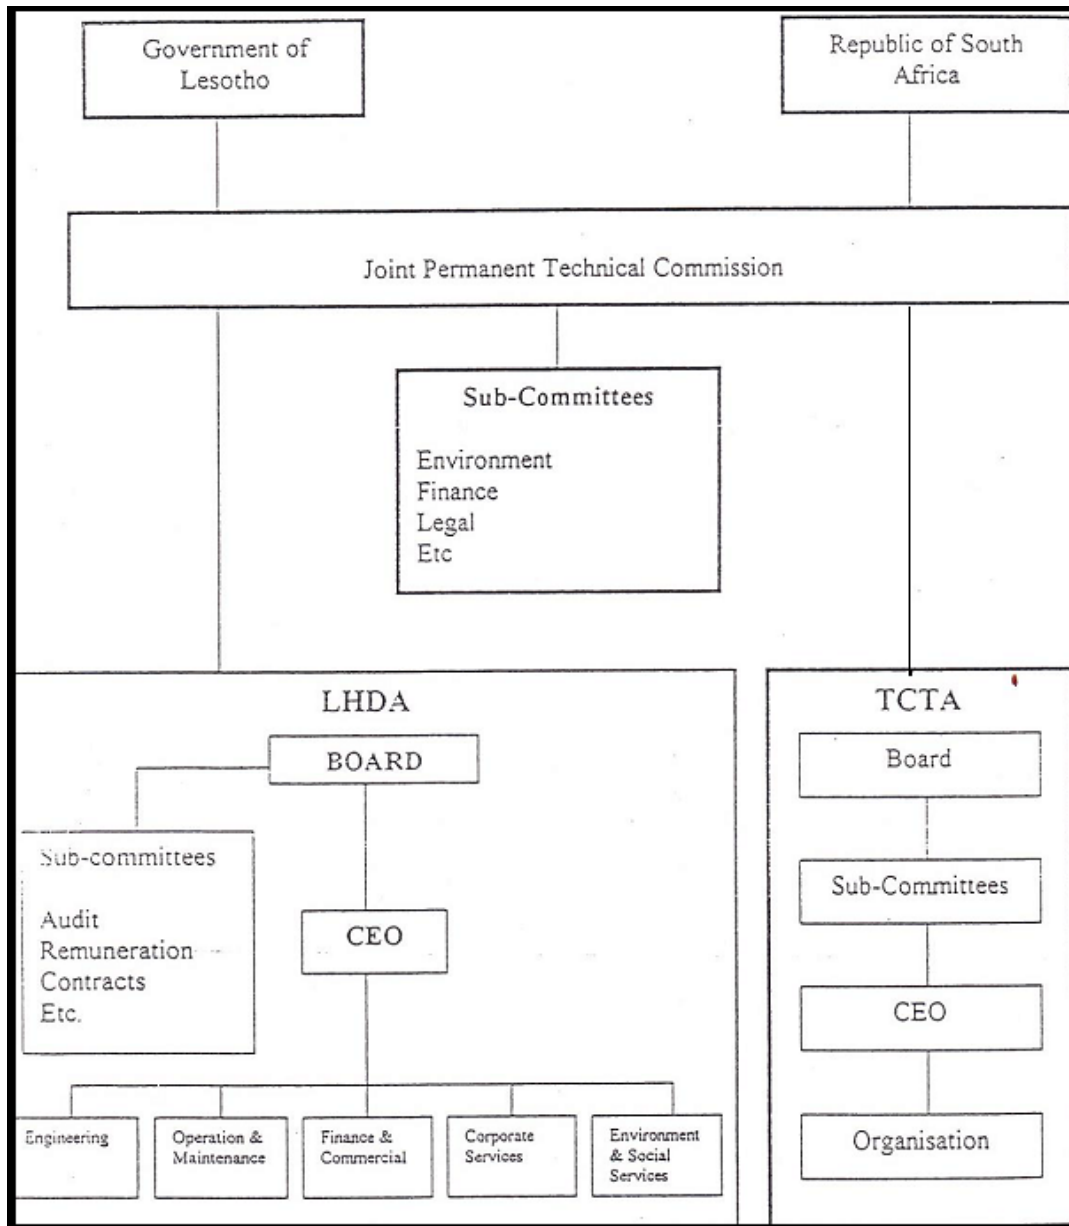 Government of
Lesotho
Republic of South
Africa
Joint Permanent Technical Commission
Sub-Committees
Environment
Finance
Legal
Etc
LHDA
BOARD
Sub-committees
Audit
Remuneration
Contracts
Etc.
CEO
Engineering
Operation &
Maintenance
Finance &
Commercial
Corporate
Services
Environment
& Social
Services
TCTA
Board
Sub-Committees
CEO
Organisation